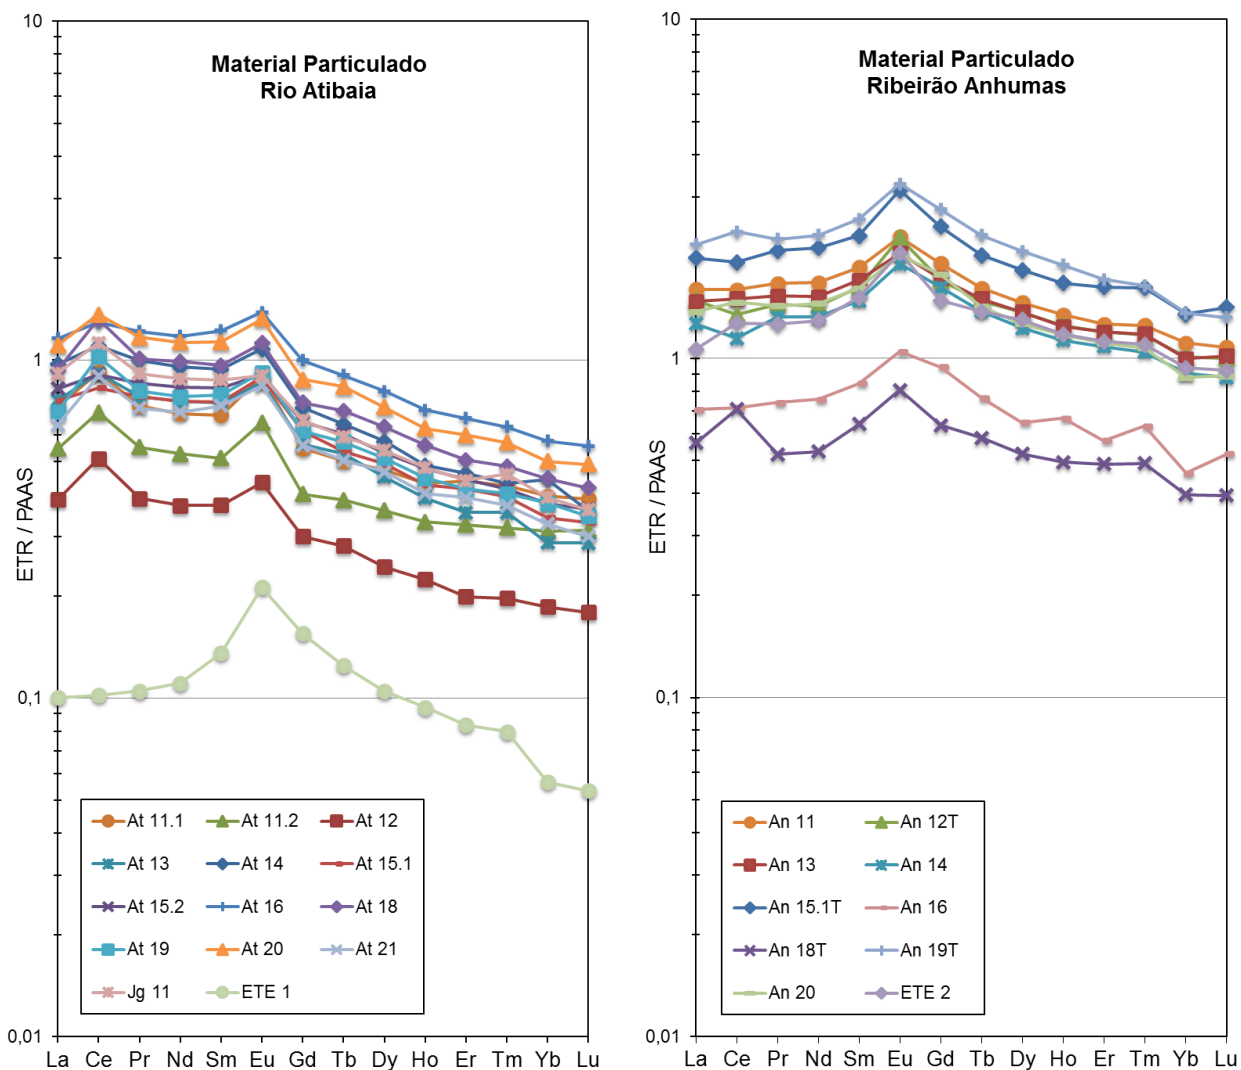 Material Particulado
Rio Atibaia
10
1
0,1
0,01
ETR / PAAS
At 11.1 At 11.2 At 12
At 13 At 14 At 15.1
At 15.2 At 16 At 18
At 19 At 20 At 21
Jg 11 ETE 1
La Ce Pr Nd Sm Eu Gd Tb Dy Ho Er Tm Yb Lu
Material Particulado
Ribeirão Anhumas
10
1
0,1
0,01
ETR / PAAS
An 11 An 12T
An 13 An 14
An 15.1T An 16
An 18T An 19T
An 20 ETE 2
La Ce Pr Nd Sm Eu Gd Tb Dy Ho Er Tm Yb Lu